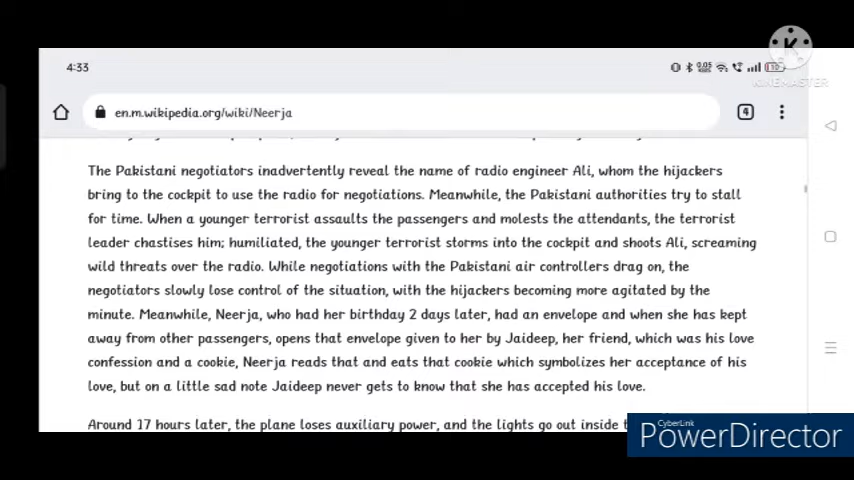 KINEMASTER
4:33
0.05
en.m.wikipedia.org/wiki/Neerja
4
The Pakistani negotiators inadvertently reveal the name of radio engineer Ali, whom the hijackers
bring to the cockpit to use the radio for negotiations. Meanwhile, the Pakistani authorities try to stall
for time. When a younger terrorist assaults the passengers and molests the attendants, the terrorist
leader chastises him; humiliated, the younger terrorist storms into the cockpit and shoots Ali, screaming
wild threats over the radio. While negotiations with the Pakistani air controllers drag on, the
negotiators slowly lose control of the situation, with the hijackers becoming more agitated by the
minute. Meanwhile, Neerja, who had her birthday 2 days later, had an envelope and when she has kept
away from other passengers, opens that envelope given to her by Jaideep, her friend, which was his love
confession and a cookie, Neerja reads that and eats that cookie which symbolizes her acceptance of his
love, but on a little sad note Jaideep never gets to know that she has accepted his love.
Around 17 hours later, the plane loses auxiliary power, and the lights go out inside
CyberLink
PowerDirector